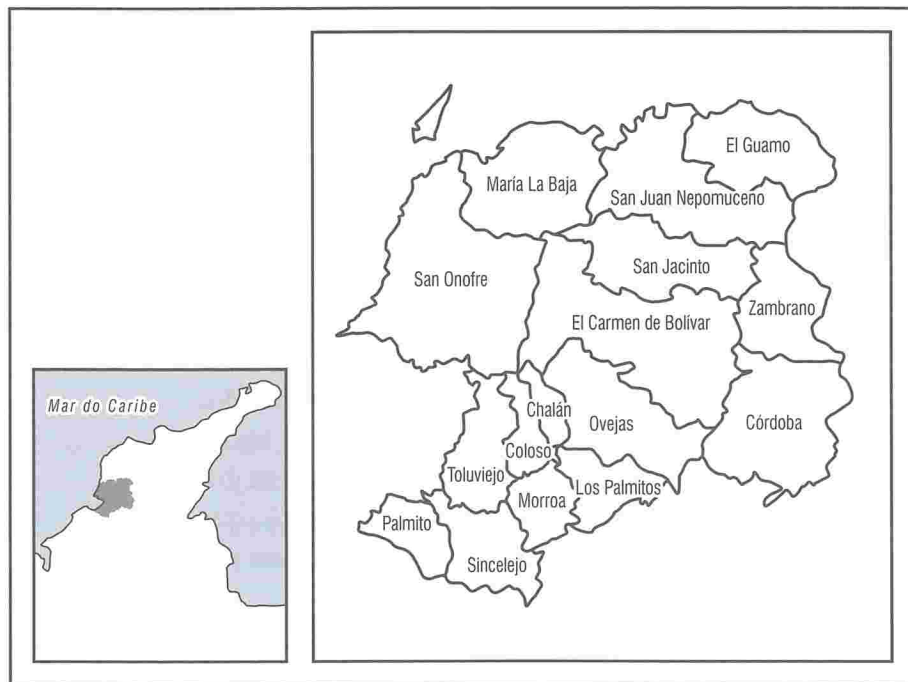 El Guamo
María La Baja
San Juan Nepomuceno
San Jacinto
San Onofre
Zambrano
El Carmen de Bolívar
Mar do Caribe
Chalán
Ovejas
Córdoba
Coloso
Toluviejo
Los Palmitos
Morroa
Palmito
Sincelejo